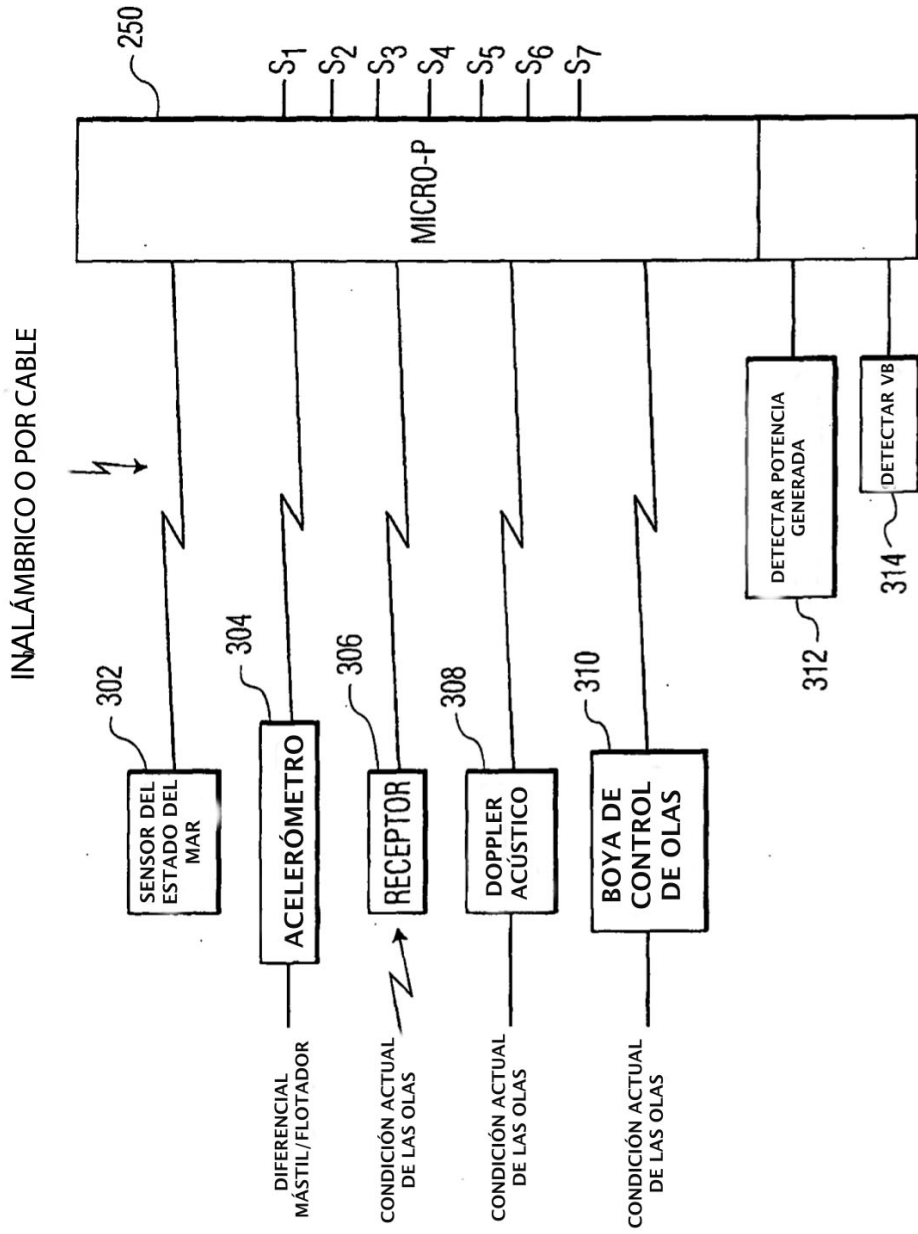 INALÁMBRICO O POR CABLE
250
MICRO-P
S1
S2
S3
S4
S5
S6
S7
302
SENSOR DEL
ESTADO DEL
MAR
304
ACELERÓMETRO
DIFERENCIAL
MÁSTIL/FLOTADOR
306
RECEPTOR
CONDICIÓN ACTUAL
DE LAS OLAS
308
DOPPLER
ACÚSTICO
CONDICIÓN ACTUAL
DE LAS OLAS
310
BOYA DE
CONTROL
DE OLAS
CONDICIÓN ACTUAL
DE LAS OLAS
DETECTAR POTENCIA
GENERADA
312
DETECTAR VB
314